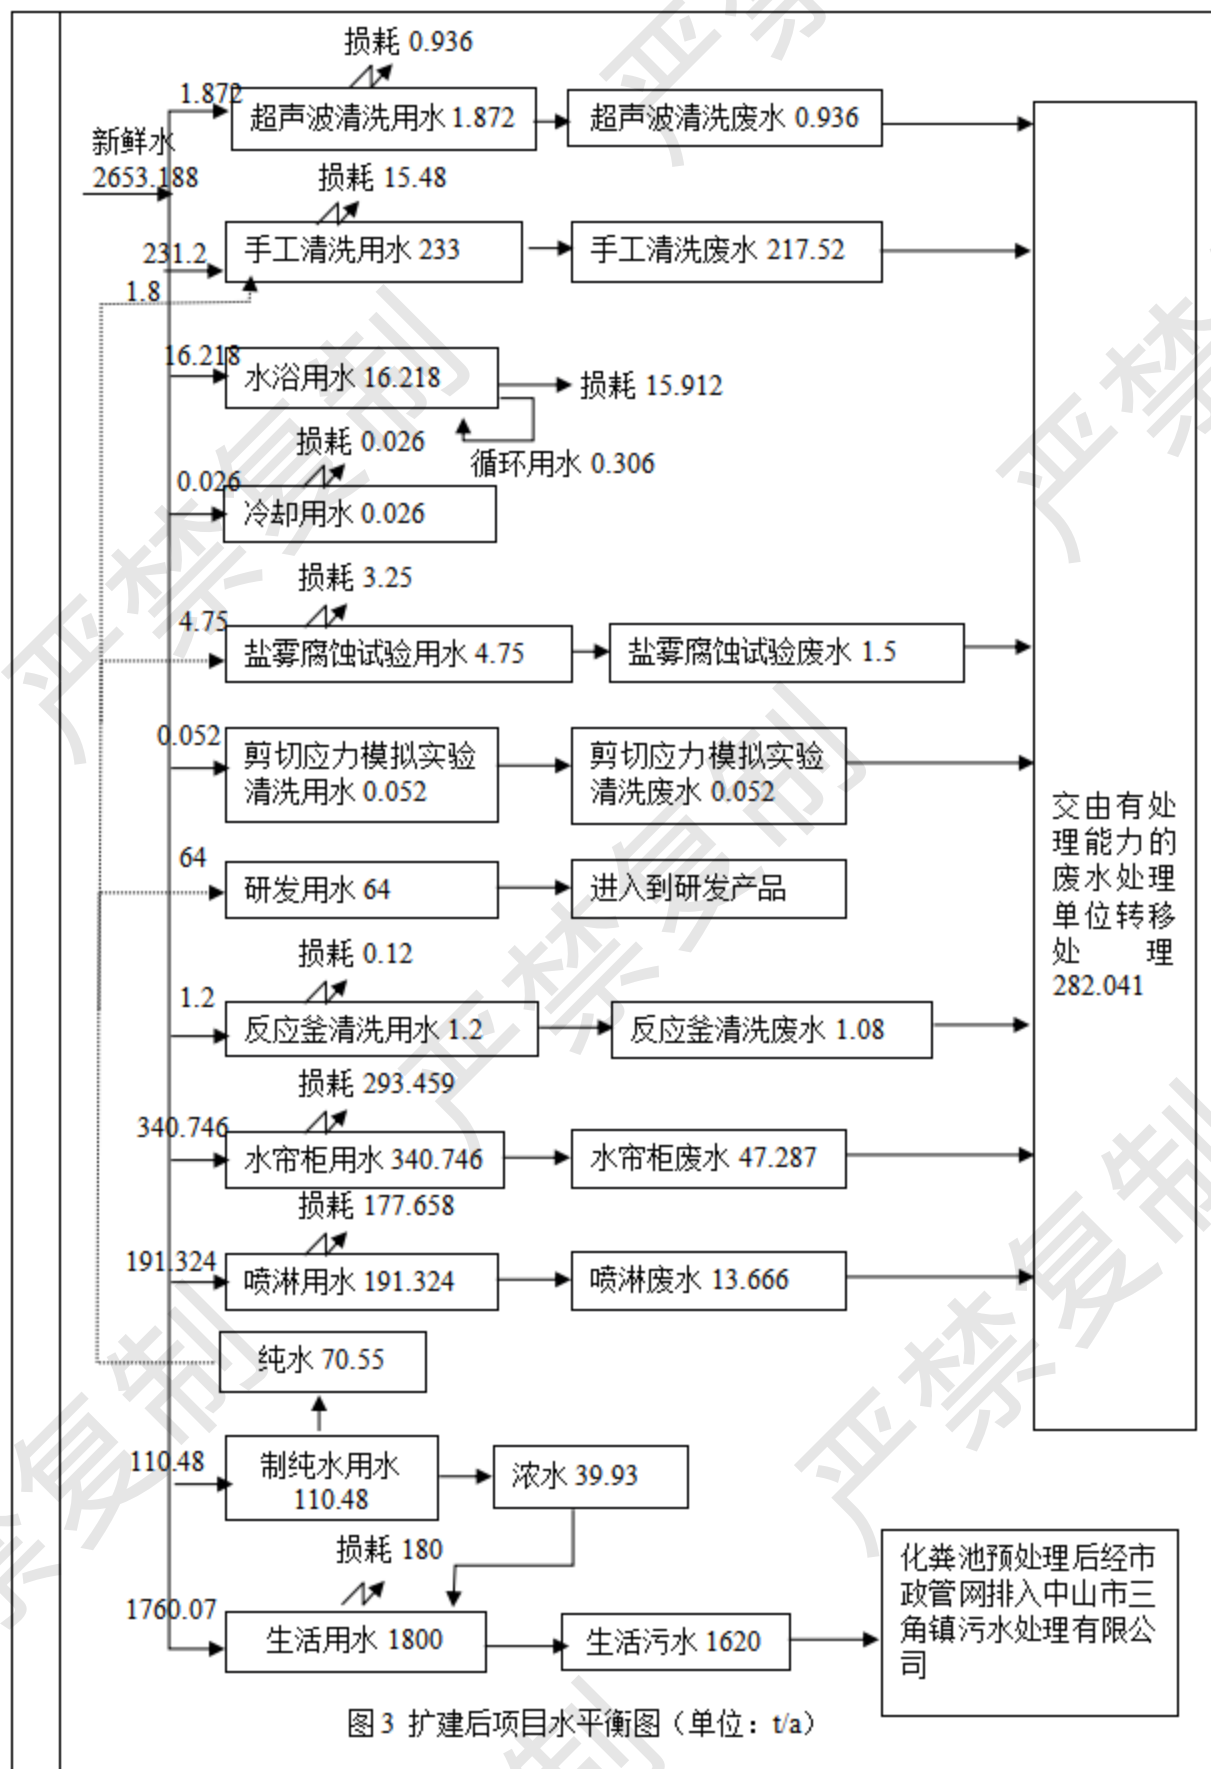 损耗 0.936
1.872
超声波清洗用水 1.872
超声波清洗废水 0.936
新鲜水
2653.188
损耗 15.48
231.2
手工清洗用水 233
手工清洗废水 217.52
1.8
16.218
水浴用水 16.218
损耗 15.912
循环用水 0.306
损耗 0.026
0.026
冷却用水 0.026
损耗 3.25
4.75
盐雾腐蚀试验用水 4.75
盐雾腐蚀试验废水 1.5
0.052
剪切应力模拟实验
清洗用水 0.052
剪切应力模拟实验
清洗废水 0.052
64
研发用水 64
进入到研发产品
损耗 0.12
1.2
反应釜清洗用水 1.2
反应釜清洗废水 1.08
损耗 293.459
340.746
水帘柜用水 340.746
水帘柜废水 47.287
损耗 177.658
191.324
喷淋用水 191.324
喷淋废水 13.666
交由有处
理能力的
废水处理
单位转移
处理
282.041
纯水 70.55
110.48
制纯水用水
110.48
浓水 39.93
损耗 180
1760.07
生活用水 1800
生活污水 1620
化粪池预处理后经市
政管网排入中山市三
角镇污水处理有限公
司
图 3 扩建后项目水平衡图（单位：t/a）
严禁复制
严禁复制
严禁复制
严禁复制